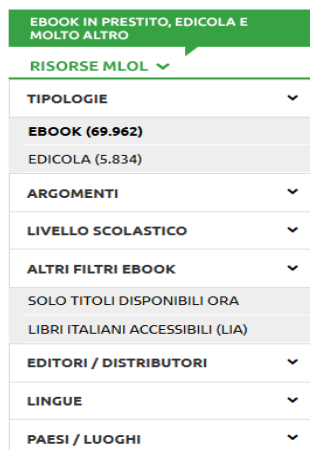 EBOOK IN PRESTITO, EDICOLA E
MOLTO ALTRO
RISORSE MLOL
TIPOLOGIE
EBOOK (69.962)
EDICOLA (5.834)
ARGOMENTI
LIVELLO SCOLASTICO
ALTRI FILTRI EBOOK
SOLO TITOLI DISPONIBILI ORA
LIBRI ITALIANI ACCESSIBILI (LIA)
EDITORI / DISTRIBUTORI
LINGUE
PAESI / LUOGHI